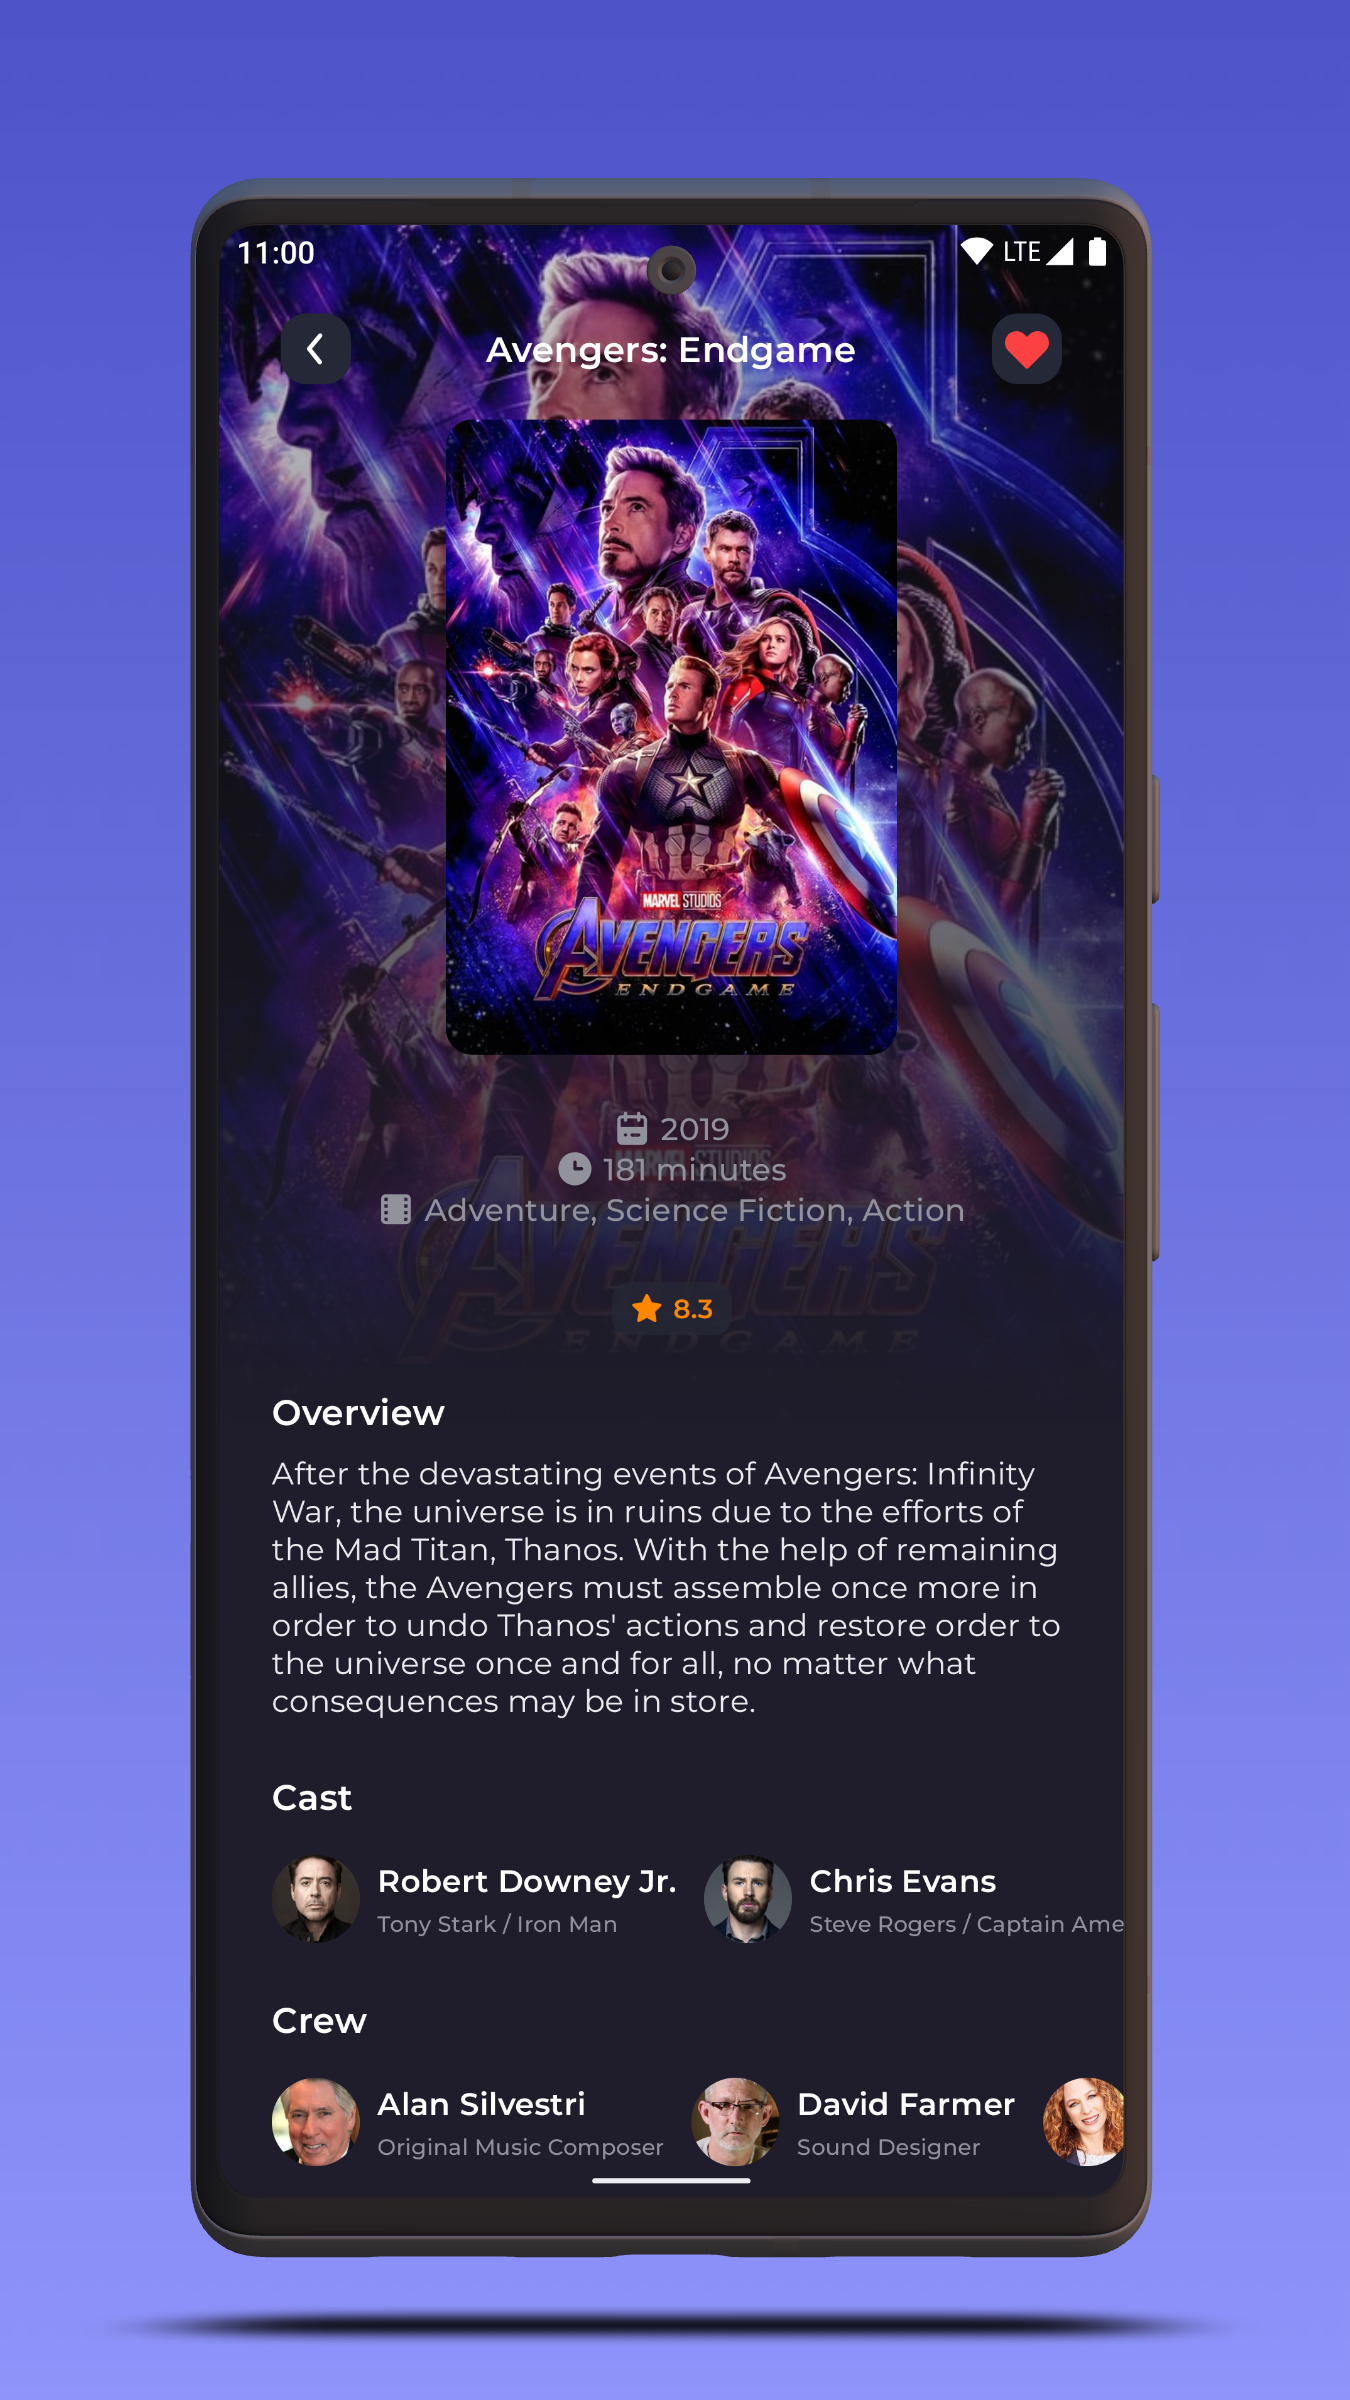 11:00
LTE
Avengers: Endgame
MARVEL STUDIOS
AVENGERS
ENDGAME
2019
181 minutes
Adventure, Science Fiction, Action
8.3
AVENGERS
ENDGAME
Overview
After the devastating events of Avengers: Infinity
War, the universe is in ruins due to the efforts of
the Mad Titan, Thanos. With the help of remaining
allies, the Avengers must assemble once more in
order to undo Thanos' actions and restore order to
the universe once and for all, no matter what
consequences may be in store.
Cast
Robert Downey Jr. Chris Evans
Tony Stark / Iron Man Steve Rogers / Captain Ame
Crew
Alan Silvestri David Farmer
Original Music Composer Sound Designer